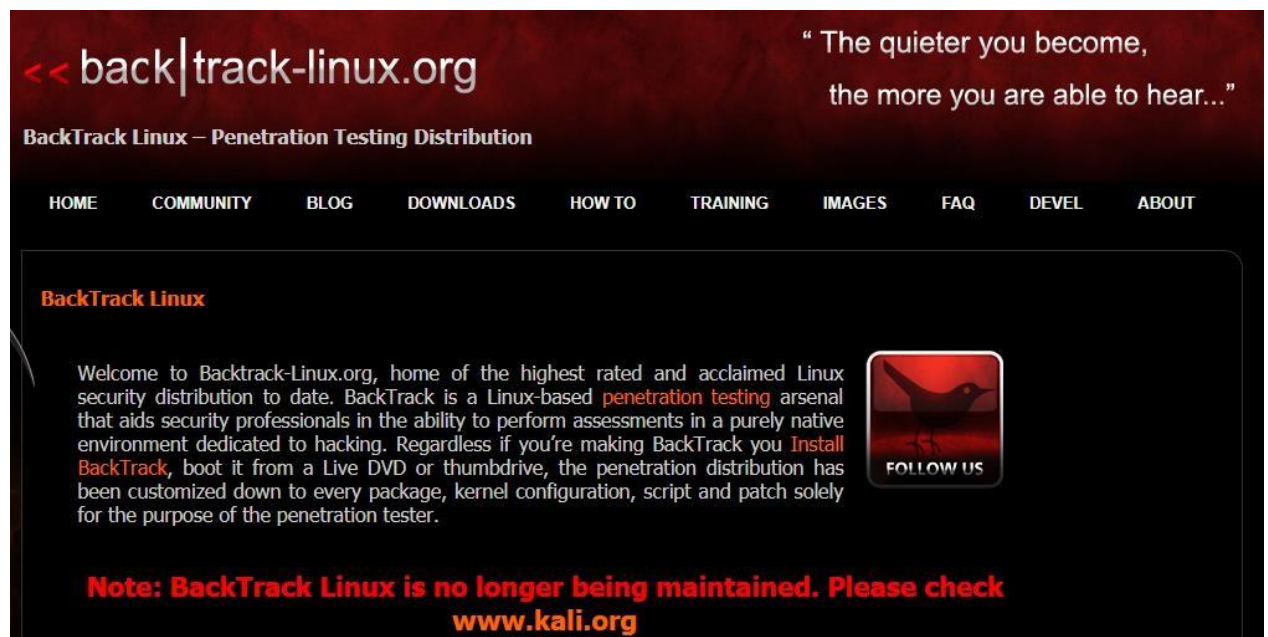 << back|track-linux.org
“ The quieter you become,
the more you are able to hear...”
BackTrack Linux – Penetration Testing Distribution
HOME COMMUNITY BLOG DOWNLOADS HOW TO TRAINING IMAGES FAQ DEVEL ABOUT
BackTrack Linux
Welcome to Backtrack-Linux.org, home of the highest rated and acclaimed Linux
security distribution to date. BackTrack is a Linux-based penetration testing arsenal
that aids security professionals in the ability to perform assessments in a purely native
environment dedicated to hacking. Regardless if you’re making BackTrack you Install
BackTrack, boot it from a Live DVD or thumbdrive, the penetration distribution has
been customized down to every package, kernel configuration, script and patch solely
for the purpose of the penetration tester.
FOLLOW US
Note: BackTrack Linux is no longer being maintained. Please check
www.kali.org